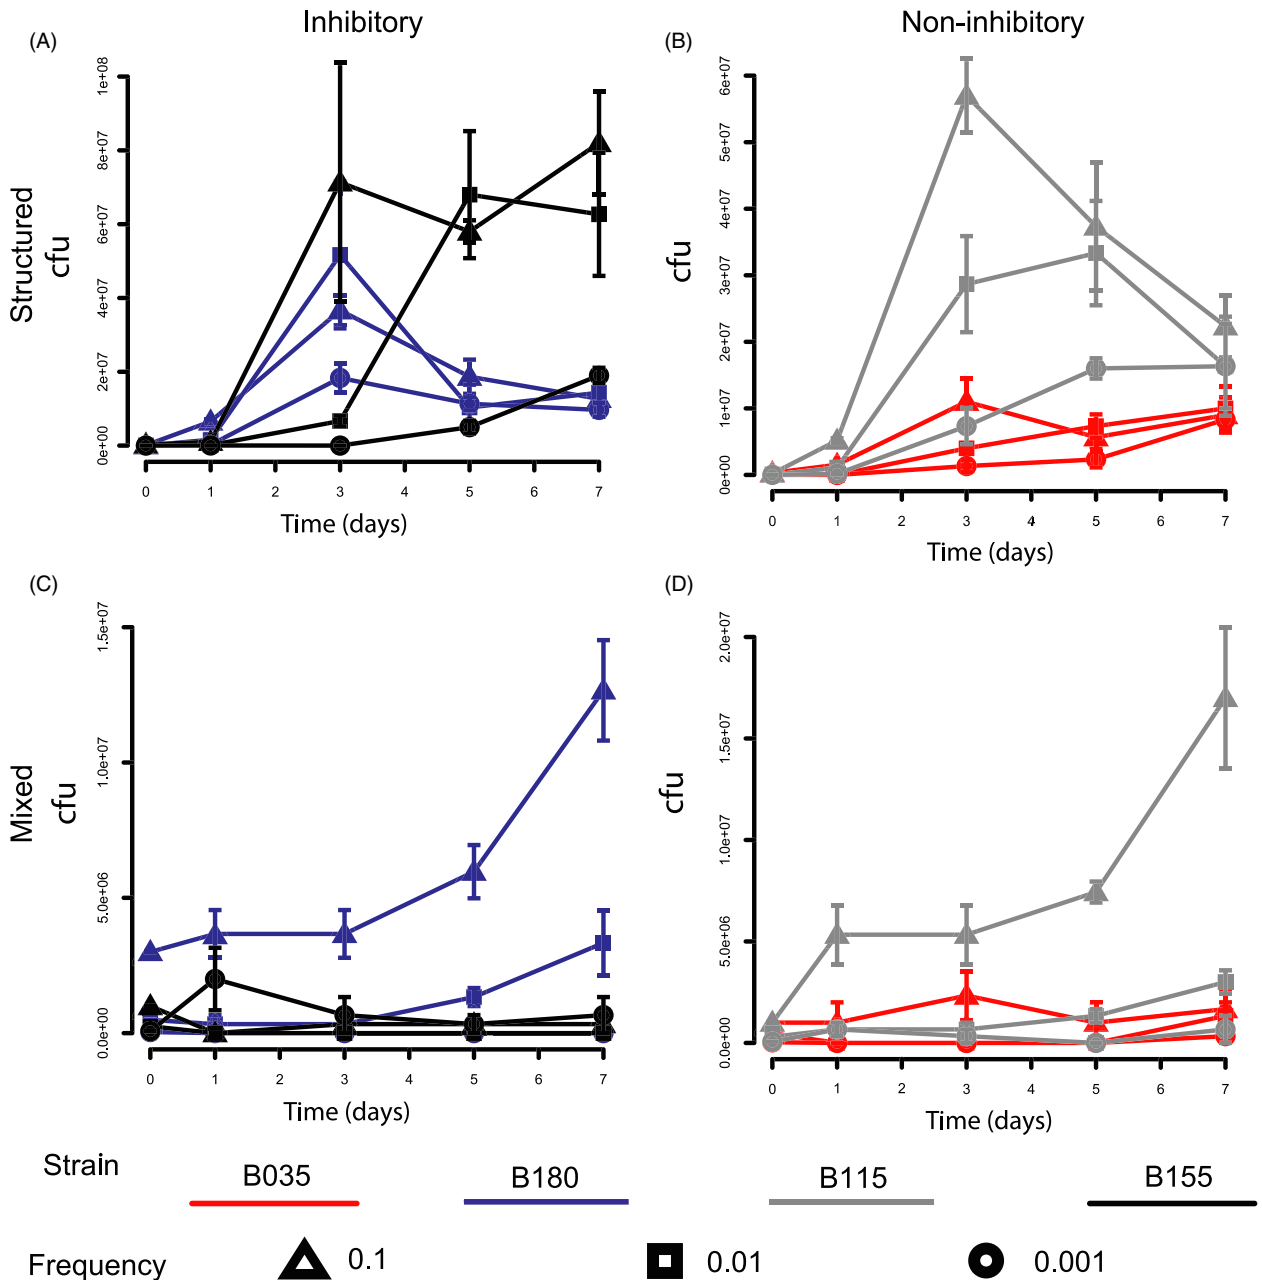 Inhibitory
Non-inhibitory
(A)
(B)
Structured
cfu
0e+00
2e+07
4e+07
6e+07
8e+07
1e+08
0
1
2
3
4
5
6
7
Time (days)
cfu
0e+00
1e+07
2e+07
3e+07
4e+07
5e+07
6e+07
0
1
2
3
4
5
6
7
Time (days)
(C)
(D)
Mixed
cfu
0.0e+00
5.0e+06
1.0e+07
1.5e+07
0
1
2
3
4
5
6
7
Time (days)
cfu
0.0e+00
5.0e+06
1.0e+07
1.5e+07
2.0e+07
0
1
2
3
4
5
6
7
Time (days)
Strain
B035
B180
B115
B155
Frequency
0.1
0.01
0.001